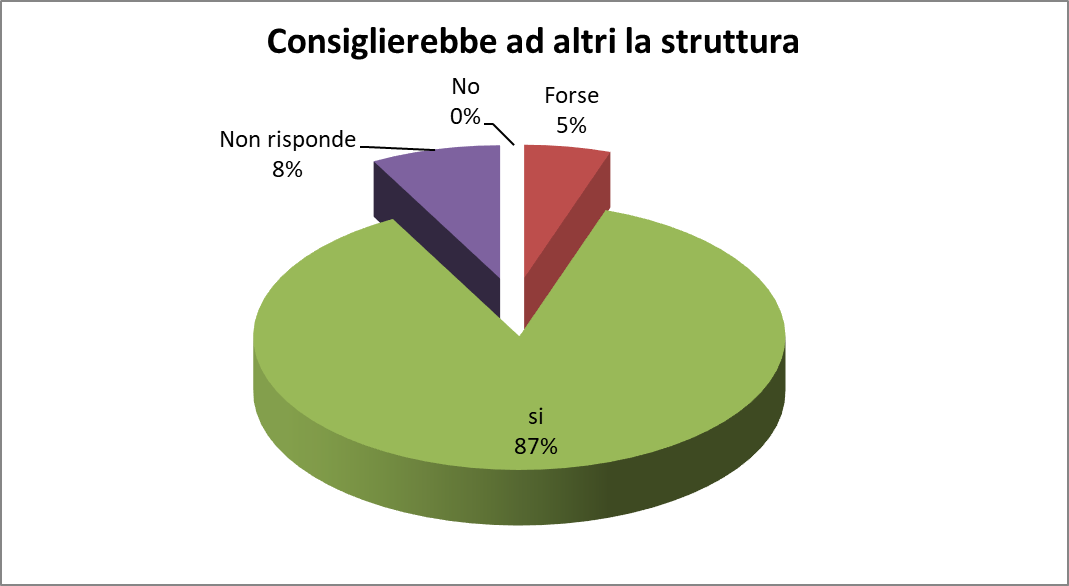 Consiglierebbe ad altri la struttura
No
0%
Forse
5%
Non risponde
8%
si
87%